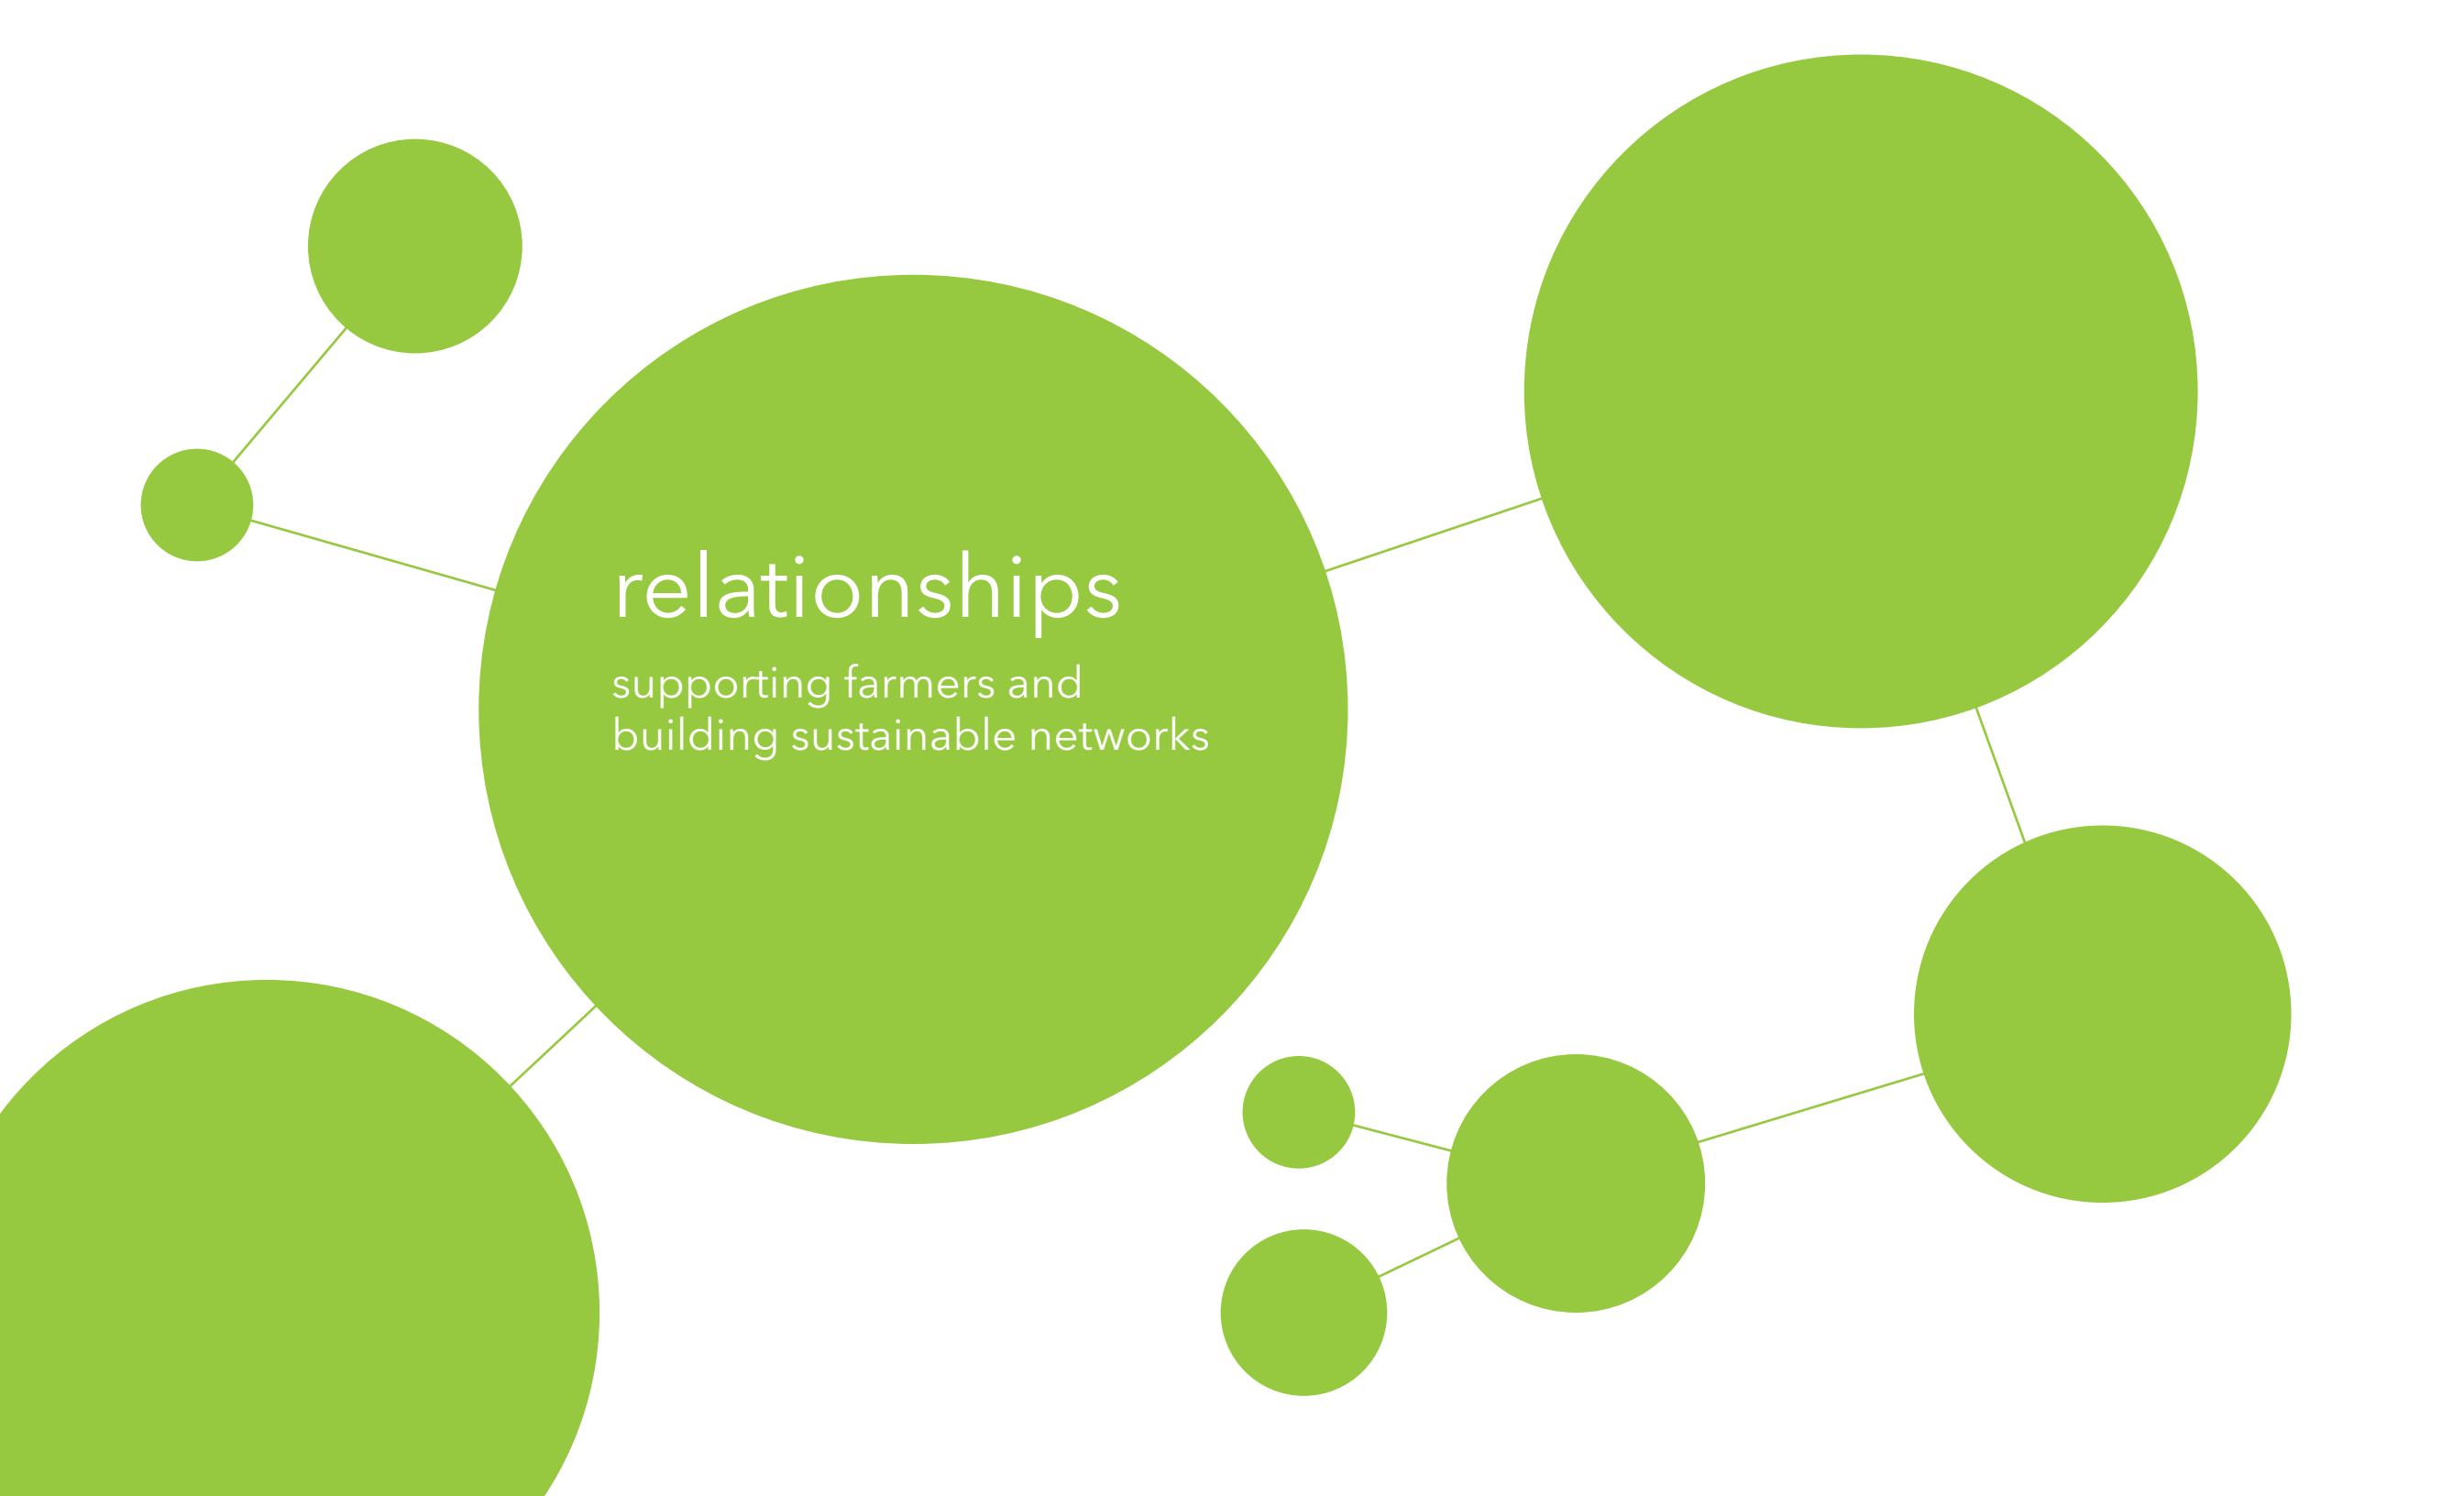 relationships
supporting farmers and
building sustainable networks